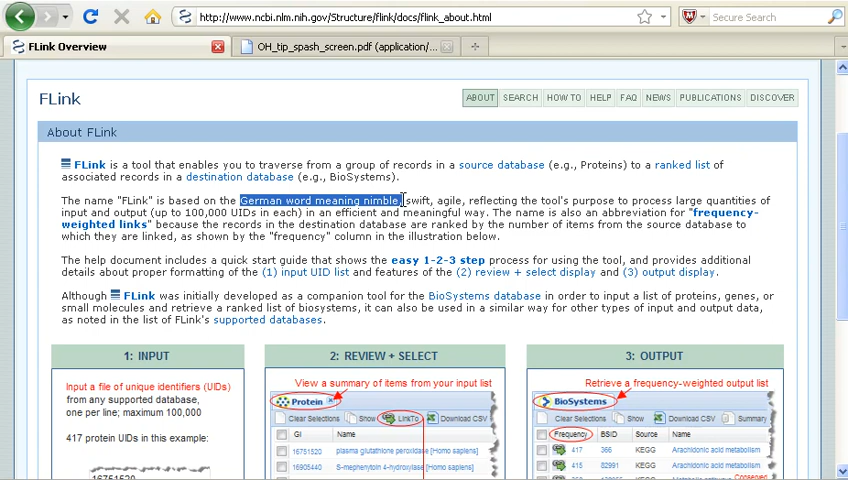 http://www.ncbi.nlm.nih.gov/Structure/flink/docs/flink_about.html
Search
FLink Overview
OH_tip_spash_screen.pdf (application/...
FLink
ABOUT SEARCH HOW TO HELP FAQ NEWS PUBLICATIONS DISCOVER
About FLink
FLink is a tool that enables you to traverse from a group of records in a source database (e.g., Proteins) to a ranked list of
associated records in a destination database (e.g., BioSystems).
The name "FLink" is based on the German word meaning nimble, swift, agile, reflecting the tool's purpose to process large quantities of
input and output (up to 100,000 UIDs in each) in an efficient and meaningful way. The name is also an abbreviation for "frequency-
weighted links" because the records in the destination database are ranked by the number of items from the source database to
which they are linked, as shown by the "frequency" column in the illustration below.
The help document includes a quick start guide that shows the easy 1-2-3 step process for using the tool, and provides additional
details about proper formatting of the (1) input UID list and features of the (2) review + select display and (3) output display.
Although FLink was initially developed as a companion tool for the BioSystems database in order to input a list of proteins, genes, or
small molecules and retrieve a ranked list of biosystems, it can also be used in a similar way for other types of input and output data,
as noted in the list of FLink's supported databases.
1: INPUT
Input a file of unique identifiers (UIDs)
from any supported database,
one per line; maximum 100,000
417 protein UIDs in this example:
16751520
2: REVIEW + SELECT
View a summary of items from your input list
Protein
Clear Selections Show LinkTo Download CSV
GI Name
16751520 plasma glutathione peroxidase [Homo sapiens]
16905440 S-mephenytoin 4-hydroxylase [Homo sapiens]
3: OUTPUT
Retrieve a frequency-weighted output list
BioSystems
Clear Selections Show Download CSV Summary
Frequency BSID Source Name
417 366 KEGG Arachidonic acid metabolism
415 82991 KEGG Arachidonic acid metabolism
Conserved